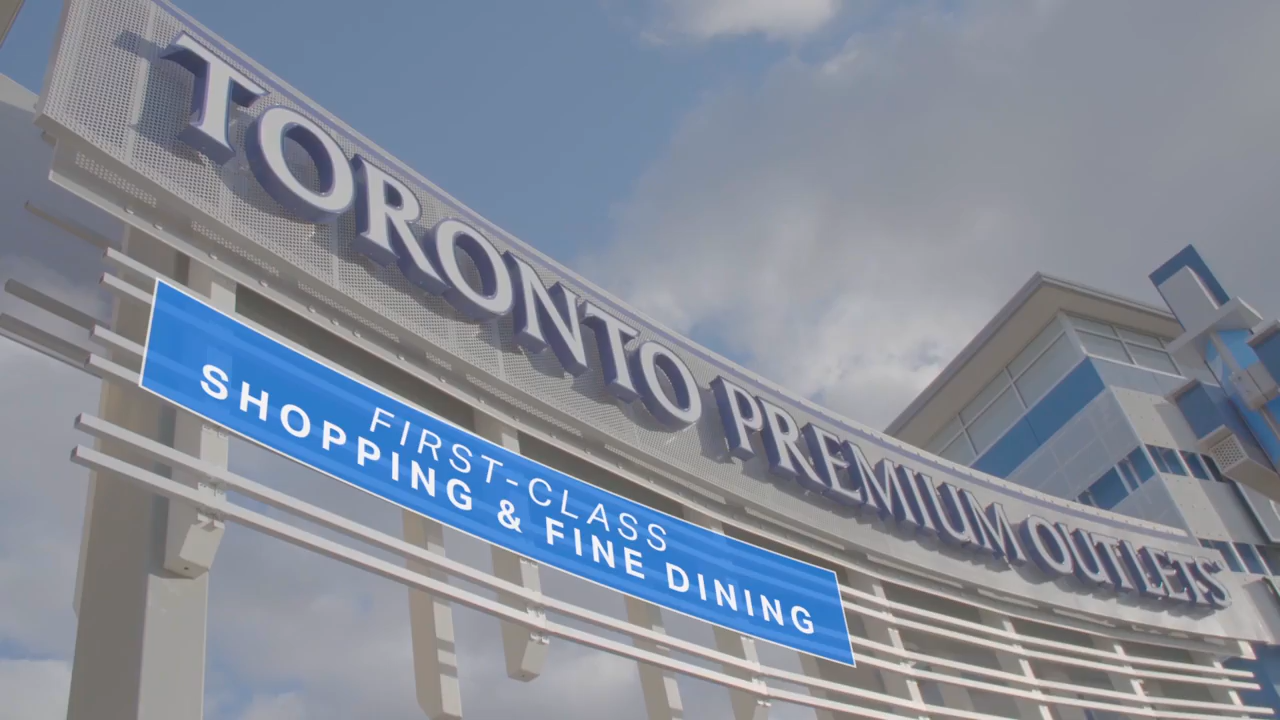 TORONTO PREMIUM OUTLETS
FIRST-CLASS
SHOPPING & FINE DINING